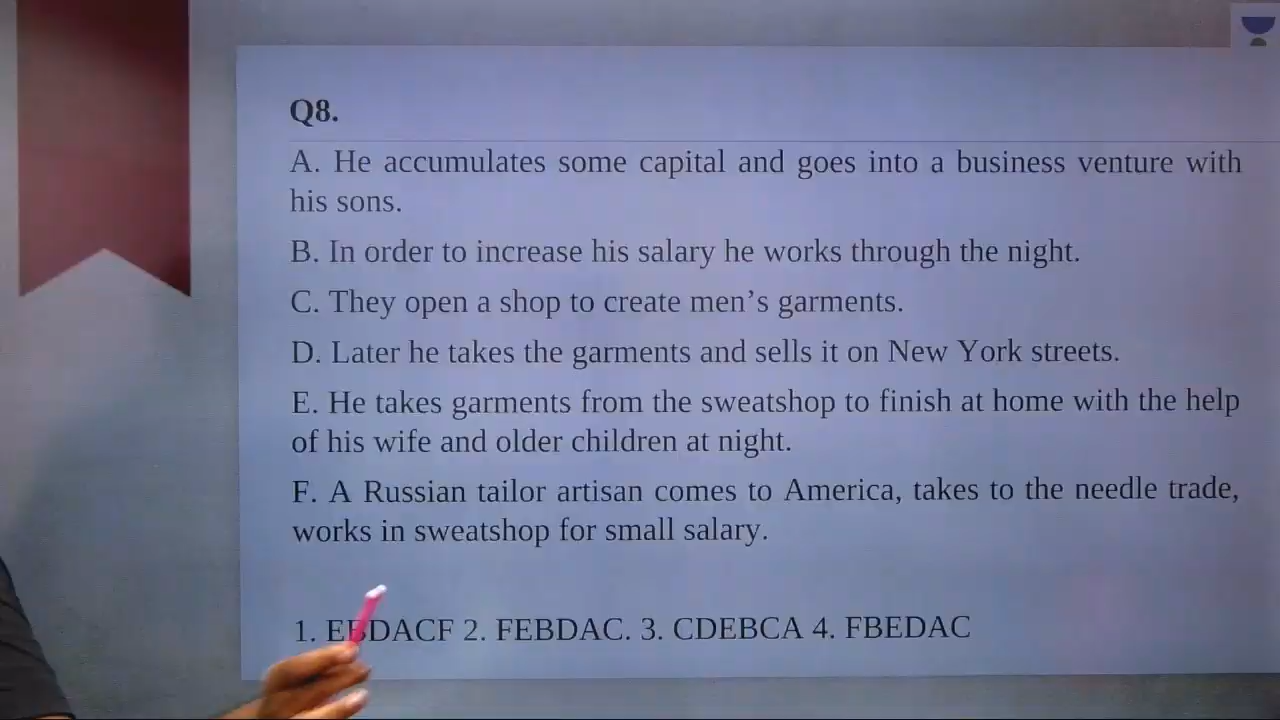 Q8.
A. He accumulates some capital and goes into a business venture with
his sons.
B. In order to increase his salary he works through the night.
C. They open a shop to create men's garments.
D. Later he takes the garments and sells it on New York streets.
E. He takes garments from the sweatshop to finish at home with the help
of his wife and older children at night.
F. A Russian tailor artisan comes to America, takes to the needle trade,
works in sweatshop for small salary.
1. EBDACF 2. FEBDAC. 3. CDEBCA 4. FBEDAC